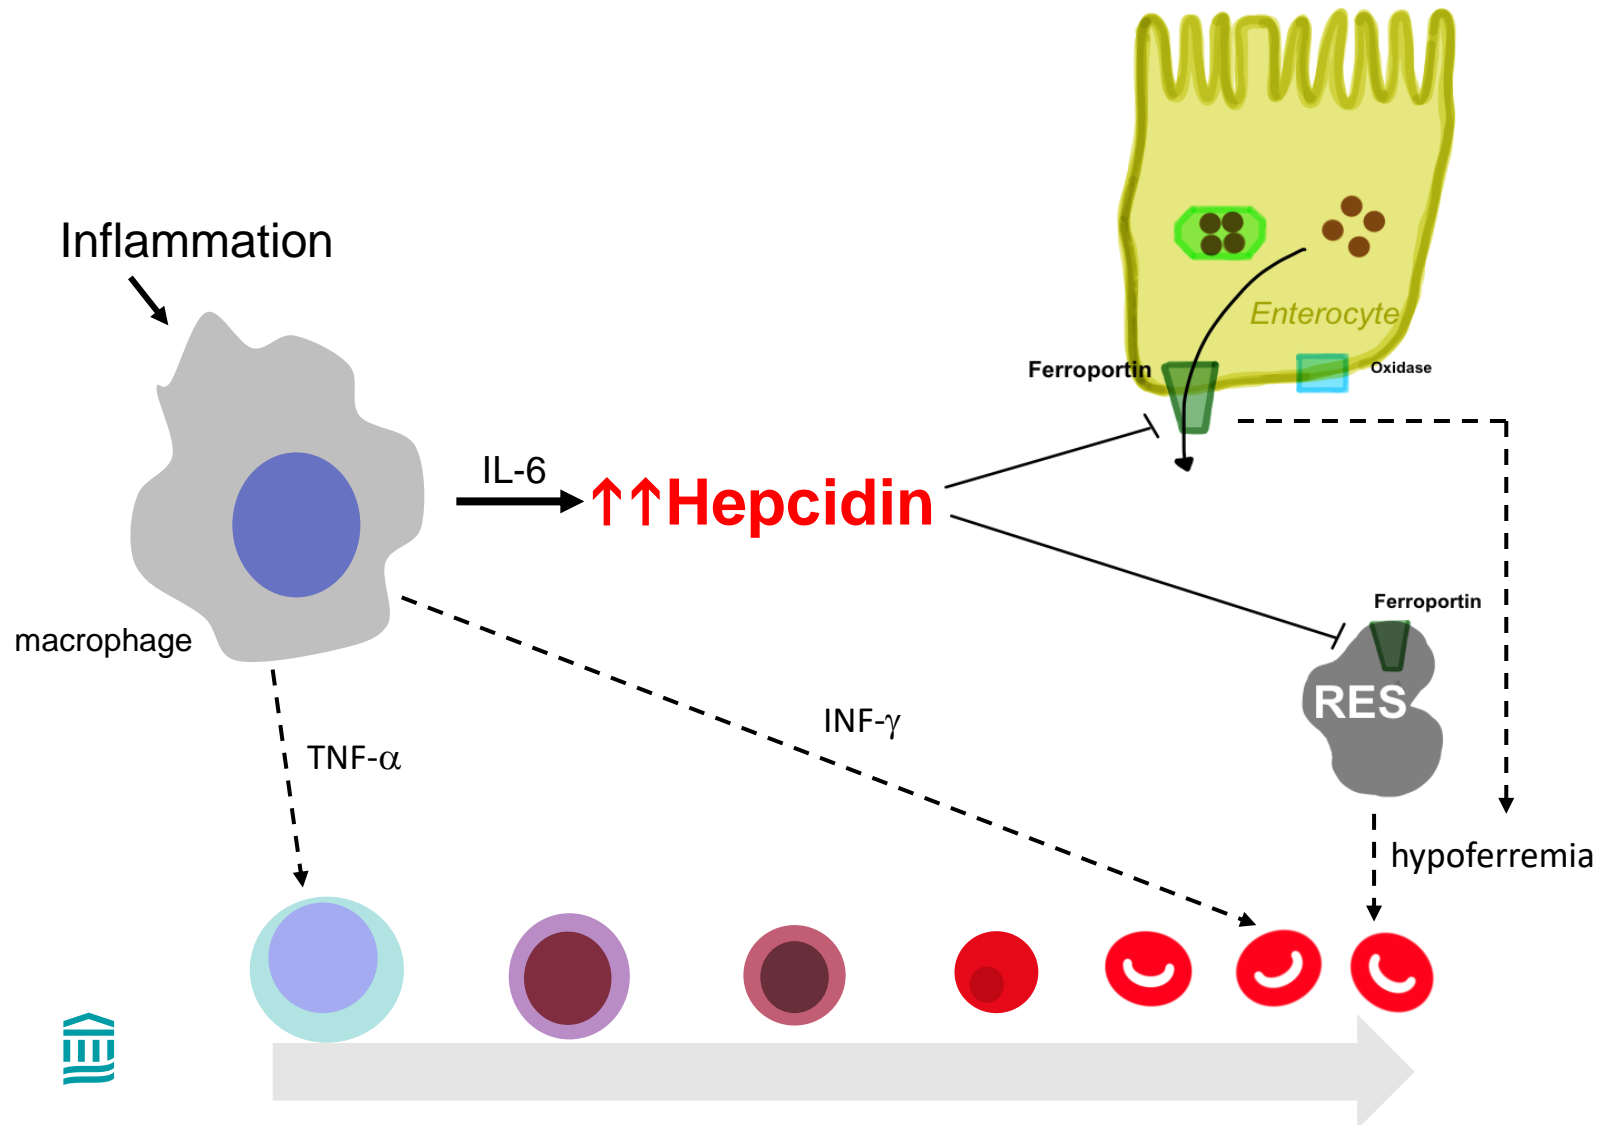 Inflammation
macrophage
IL-6
↑↑Hepcidin
Enterocyte
Ferroportin
Oxidase
Ferroportin
RES
INF-γ
TNF-α
hypoferremia